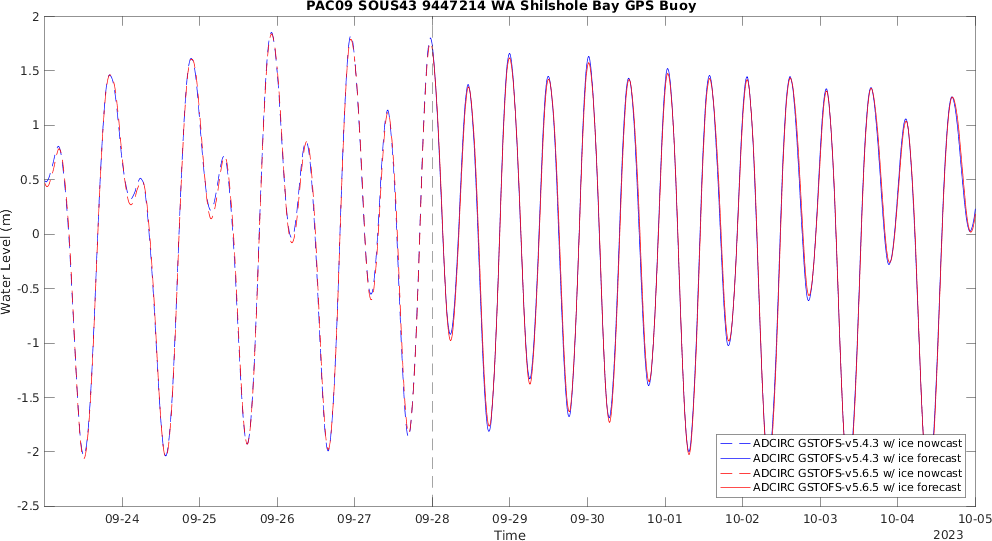 PAC09 SOUS43 9447214 WA Shilshole Bay GPS Buoy
2
1.5
1
0.5
0
-0.5
-1
-1.5
-2
-2.5
Water Level (m)
ADCIRC GSTOFS-v5.4.3 w/ ice nowcast
ADCIRC GSTOFS-v5.4.3 w/ ice forecast
ADCIRC GSTOFS-v5.6.5 w/ ice nowcast
ADCIRC GSTOFS-v5.6.5 w/ ice forecast
09-24 09-25 09-26 09-27 09-28 09-29 09-30 10-01 10-02 10-03 10-04 10-05
Time
2023